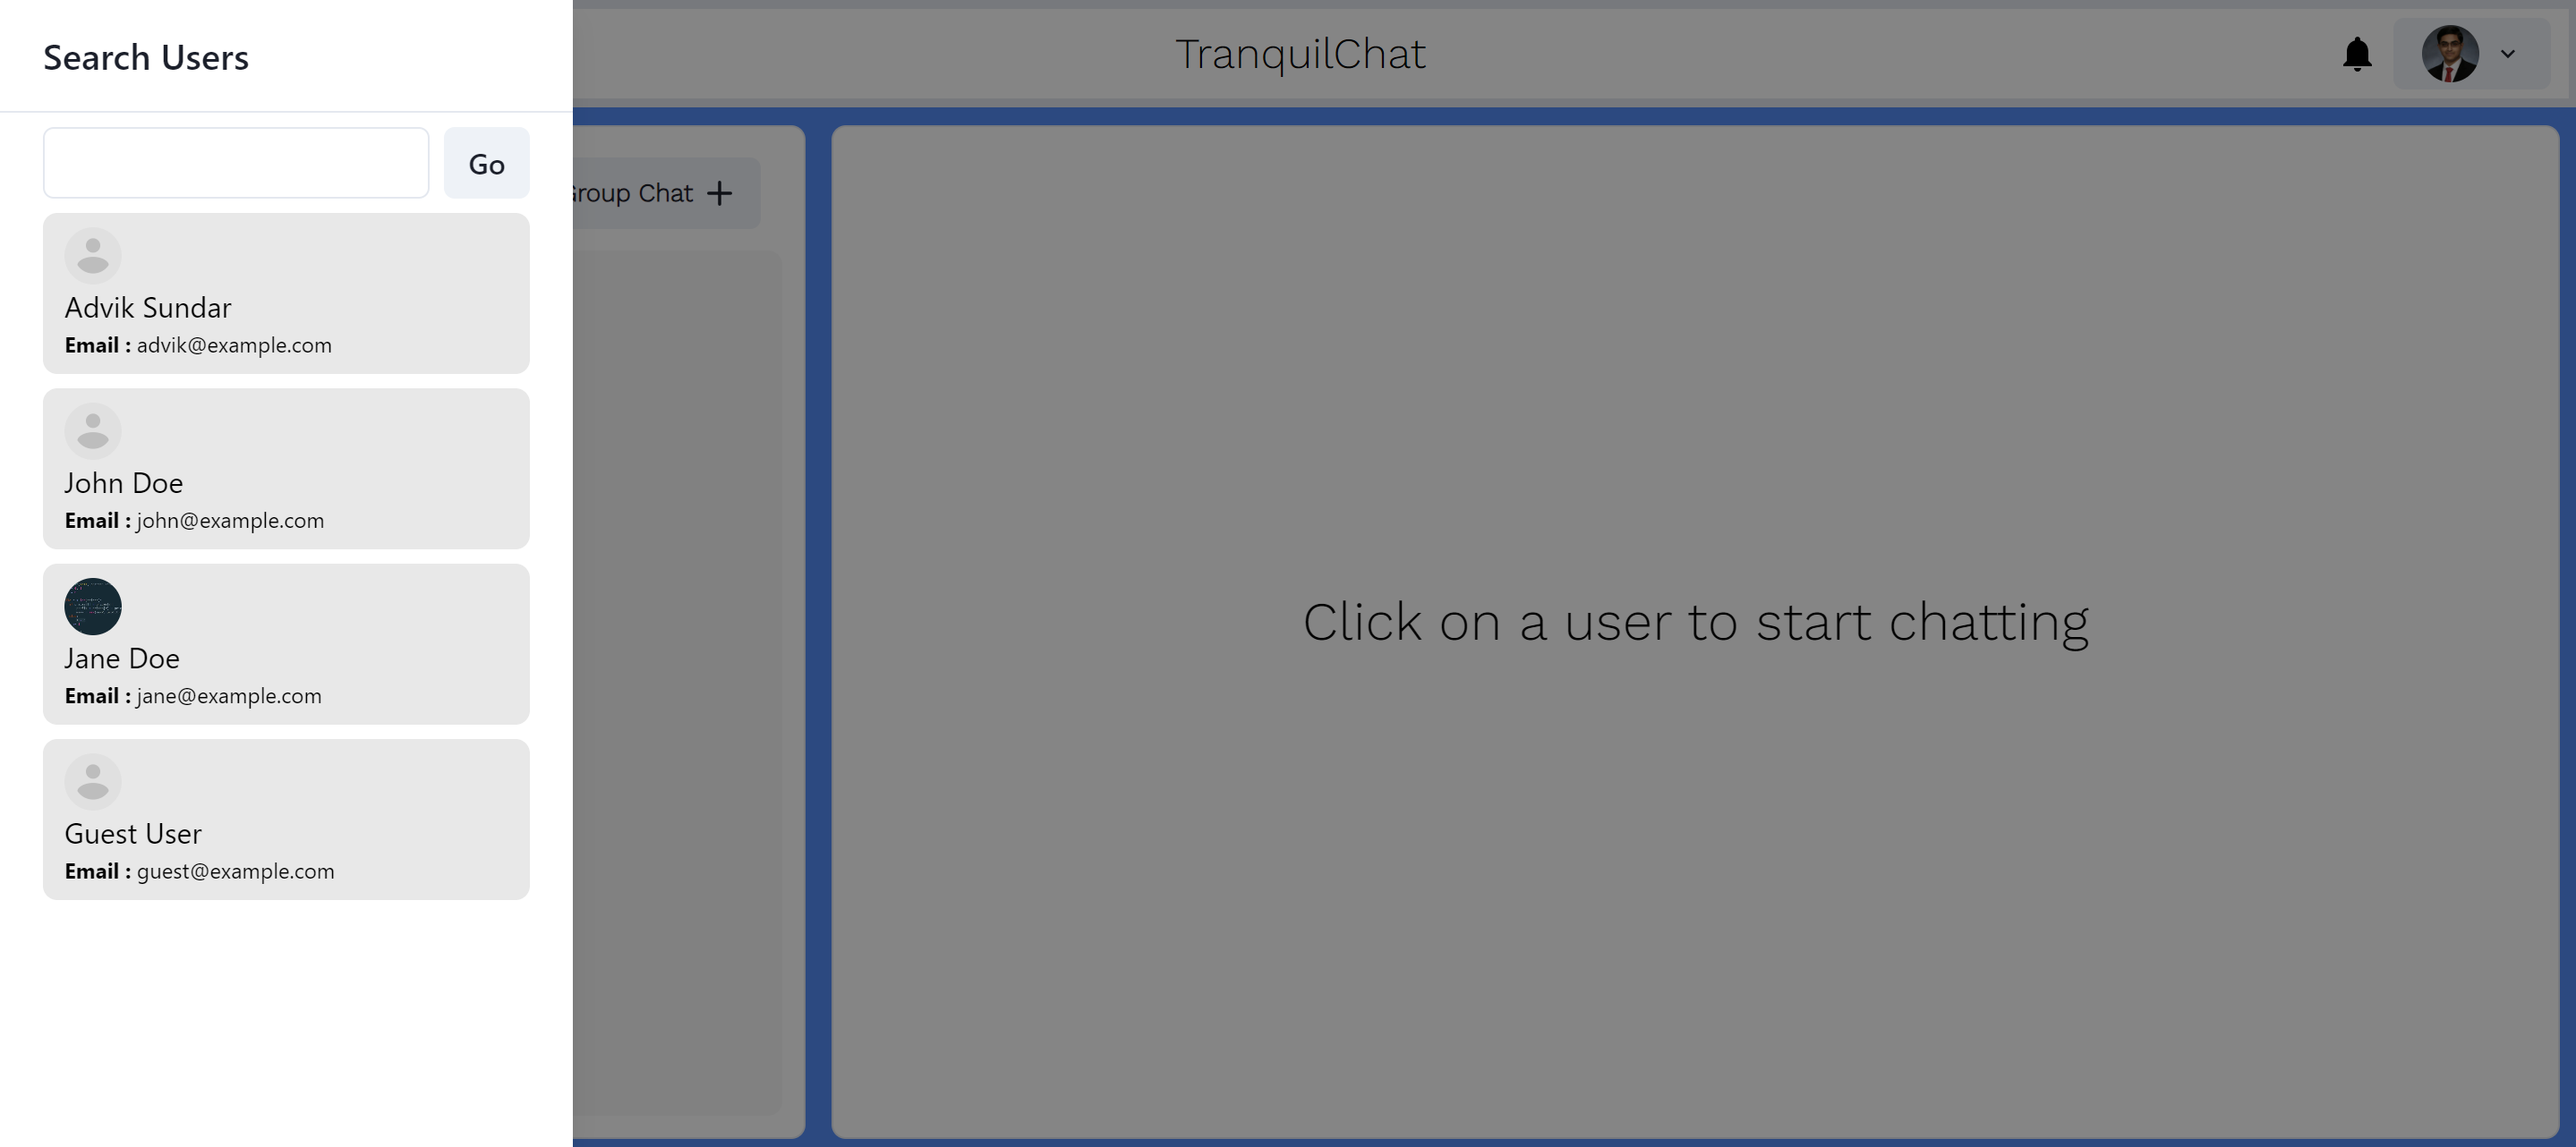 Search Users
Go
Advik Sundar
Email : advik@example.com
John Doe
Email : john@example.com
Jane Doe
Email : jane@example.com
Guest User
Email : guest@example.com
TranquilChat
Group Chat
Click on a user to start chatting